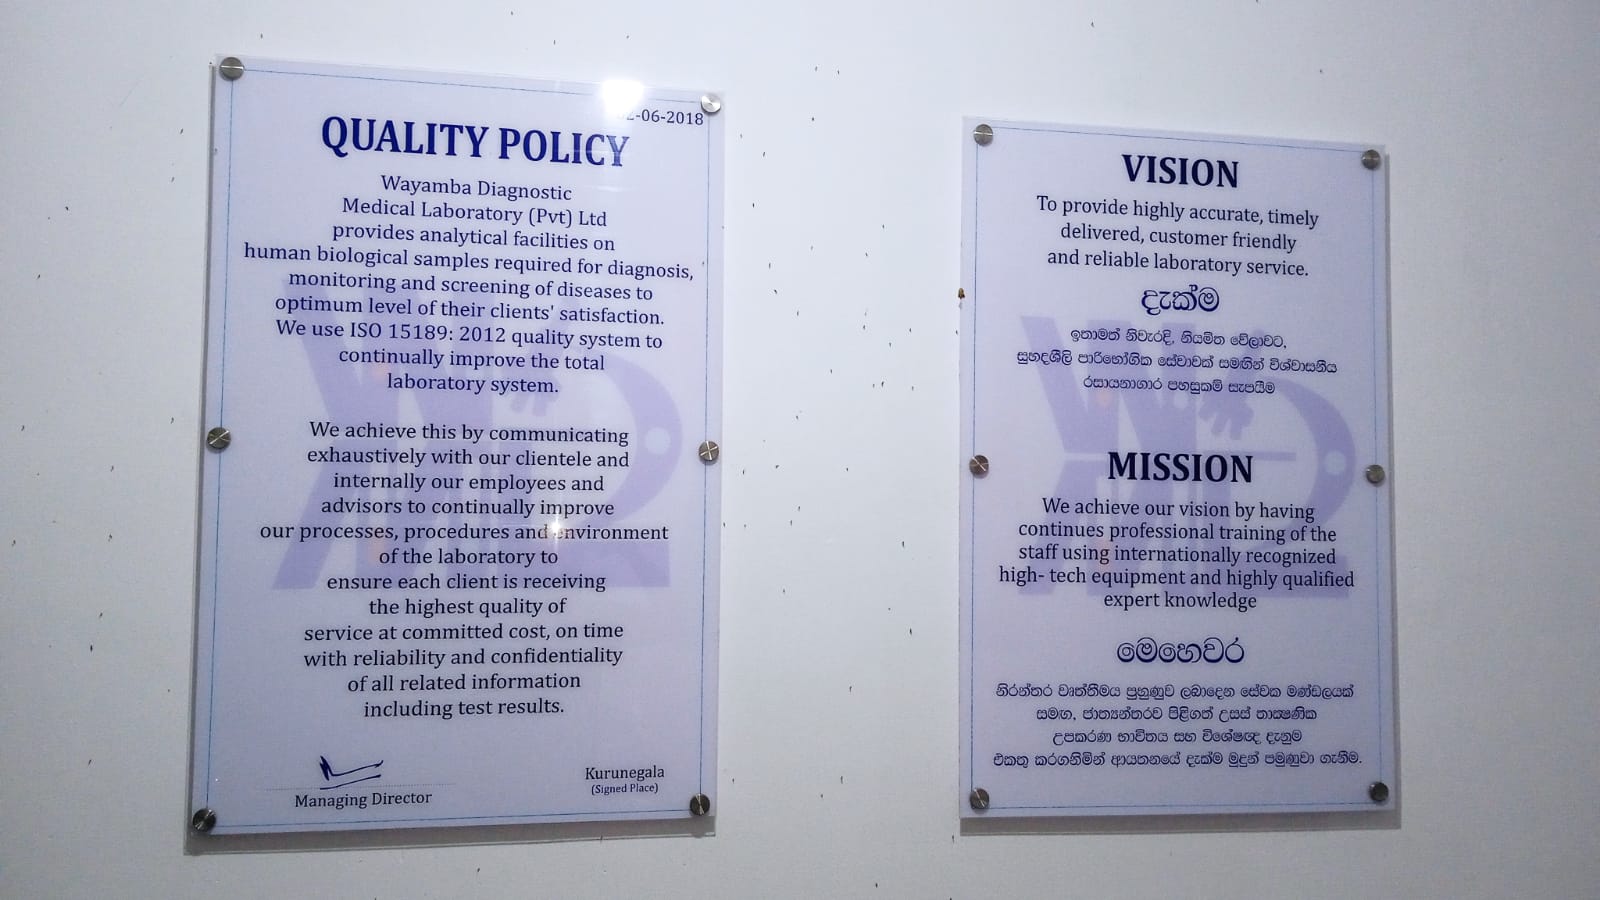 -06-2018
QUALITY POLICY
Wayamba Diagnostic
Medical Laboratory (Pvt) Ltd
provides analytical facilities on
human biological samples required for diagnosis,
monitoring and screening of diseases to
optimum level of their clients' satisfaction.
We use ISO 15189: 2012 quality system to
continually improve the total
laboratory system.
We achieve this by communicating
exhaustively with our clientele and
internally our employees and
advisors to continually improve
our processes, procedures and environment
of the laboratory to
ensure each client is receiving
the highest quality of
service at committed cost, on time
with reliability and confidentiality
of all related information
including test results.
Managing Director
Kurunegala
(Signed Place)
VISION
To provide highly accurate, timely
delivered, customer friendly
and reliable laboratory service.
දැක්ම
ඉතාමත් නිවැරදි, නියමිත වේලාවට,
සුහදශීලි පාරිභෝගික සේවාවක් සමඟින් විශ්වාසනීය
රසායනාගාර පහසුකම් සැපයීම
MISSION
We achieve our vision by having
continues professional training of the
staff using internationally recognized
high- tech equipment and highly qualified
expert knowledge
මෙහෙවර
නිරන්තර වෘත්තීමය පුහුණුව ලබාදෙන සේවක මණ්ඩලයක්
සමඟ, ජාත්‍යන්තරව පිළිගත් උසස් තාක්‍ෂණික
උපකරණ භාවිතය සහ විශේෂඥ දැනුම
එකතු කරගනිමින් ආයතනයේ දැක්ම මුදුන් පමුණුවා ගැනීම.